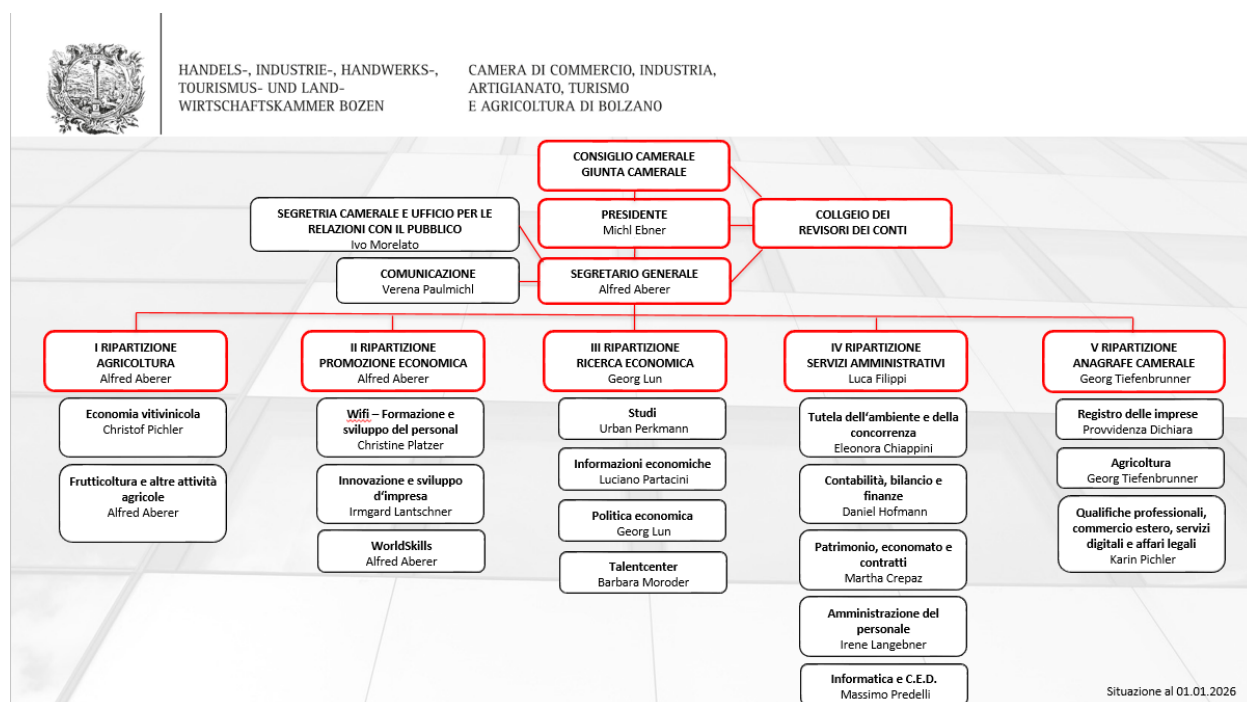 HANDELS-, INDUSTRIE-, HANDWERKS-,
TOURISMUS- UND LAND-
WIRTSCHAFTSKAMMER BOZEN
CAMERA DI COMMERCIO, INDUSTRIA,
ARTIGIANATO, TURISMO
E AGRICOLTURA DI BOLZANO
CONSIGLIO CAMERALE
GIUNTA CAMERALE
SEGRETRIA CAMERALE E UFFICIO PER LE
RELAZIONI CON IL PUBBLICO
Ivo Morelato
PRESIDENTE
Michl Ebner
COLLGEIO DEI
REVISORI DEI CONTI
COMUNICAZIONE
Verena Paulmichl
SEGRETARIO GENERALE
Alfred Aberer
I RIPARTIZIONE
AGRICOLTURA
Alfred Aberer
Economia vitivinicola
Christof Pichler
Frutticoltura e altre attività
agricole
Alfred Aberer
II RIPARTIZIONE
PROMOZIONE ECONOMICA
Alfred Aberer
Wifi – Formazione e
sviluppo del personal
Christine Platzer
Innovazione e sviluppo
d‘impresa
Irmgard Lantschner
WorldSkills
Alfred Aberer
III RIPARTIZIONE
RICERCA ECONOMICA
Georg Lun
Studi
Urban Perkmann
Informazioni economiche
Luciano Partacini
Politica economica
Georg Lun
Talentcenter
Barbara Moroder
IV RIPARTIZIONE
SERVIZI AMMINISTRATIVI
Luca Filippi
Tutela dell‘ambiente e della
concorrenza
Eleonora Chiappini
Contabilità, bilancio e
finanze
Daniel Hofmann
Patrimonio, economato e
contratti
Martha Crepaz
Amministrazione del
personale
Irene Langebner
Informatica e C.E.D.
Massimo Predelli
V RIPARTIZIONE
ANAGRAFE CAMERALE
Georg Tiefenbrunner
Registro delle imprese
Provvidenza Dichiara
Agricoltura
Georg Tiefenbrunner
Qualifiche professionali,
commercio estero, servizi
digitali e affari legali
Karin Pichler
Situazione al 01.01.2026